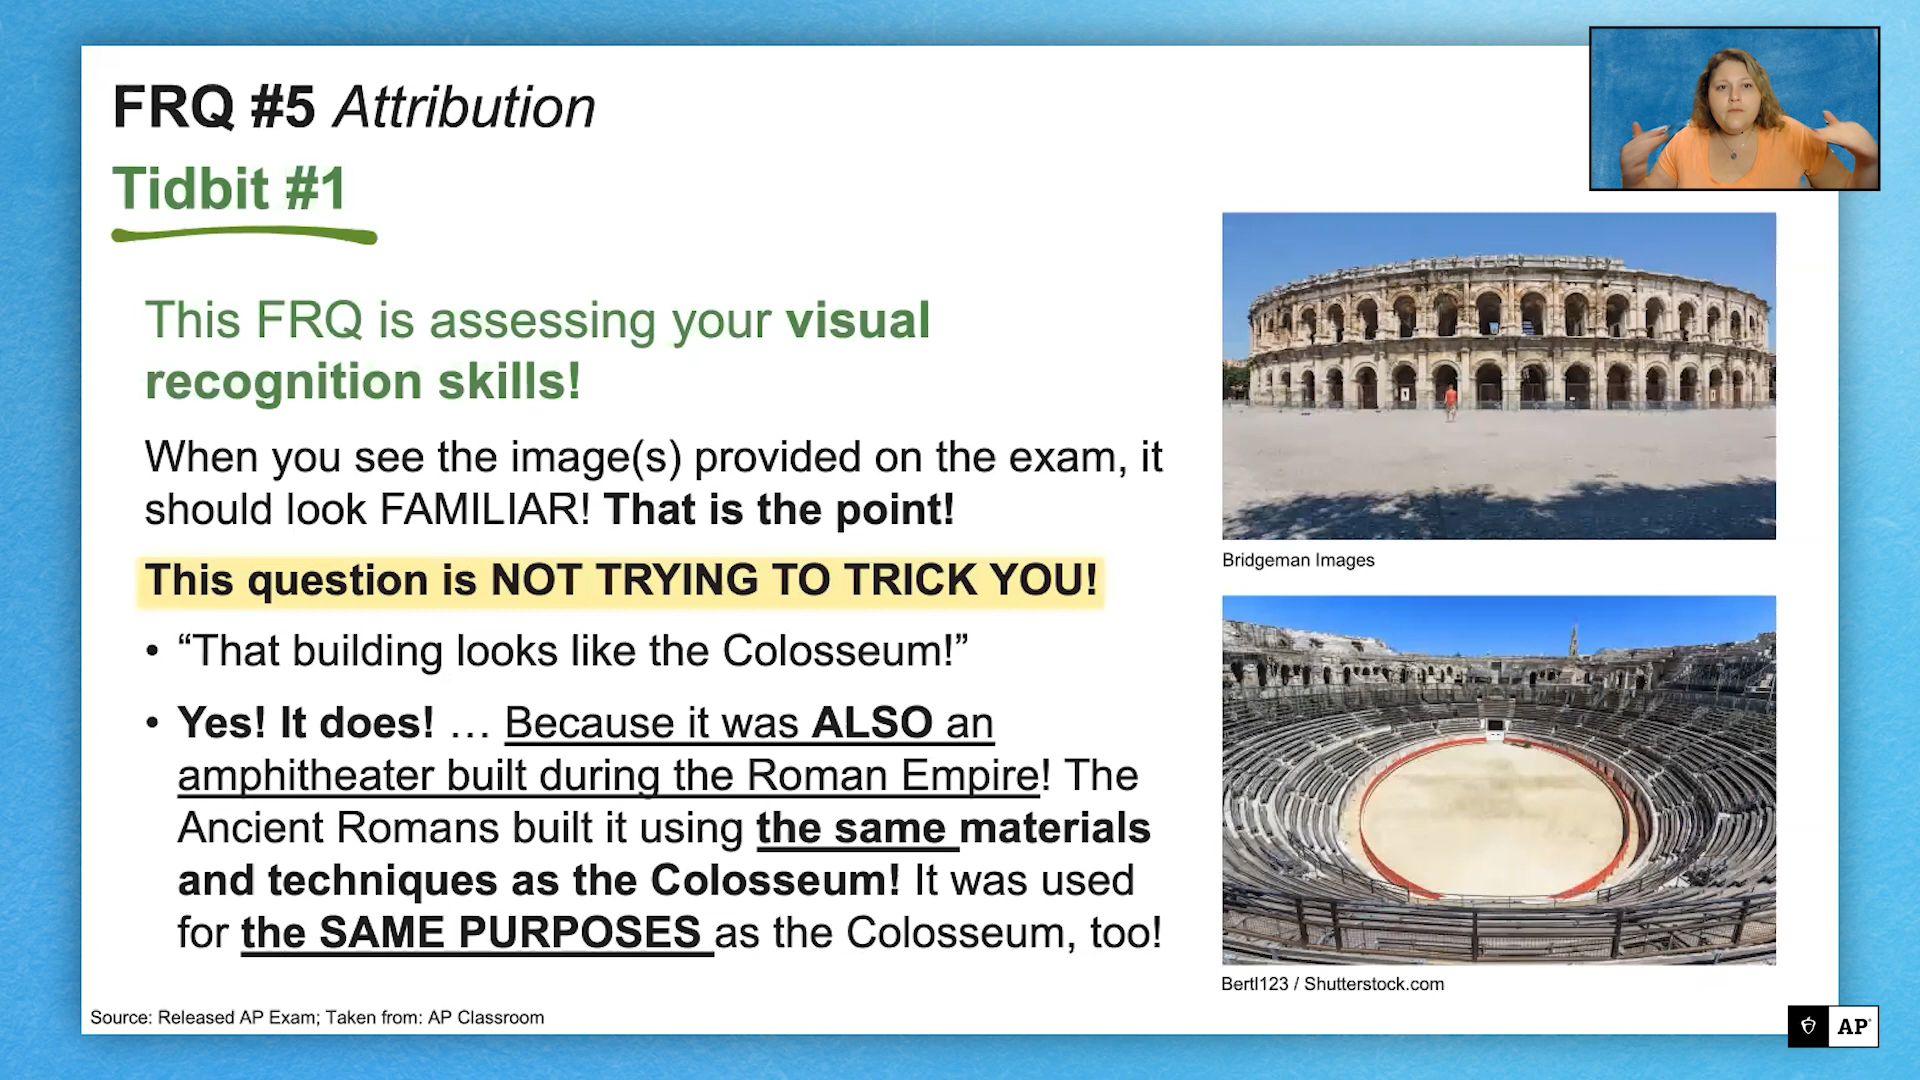 FRQ #5 Attribution
Tidbit #1
This FRQ is assessing your visual
recognition skills!
When you see the image(s) provided on the exam, it
should look FAMILIAR! That is the point!
This question is NOT TRYING TO TRICK YOU!
• “That building looks like the Colosseum!”
• Yes! It does! … Because it was ALSO an
amphitheater built during the Roman Empire! The
Ancient Romans built it using the same materials
and techniques as the Colosseum! It was used
for the SAME PURPOSES as the Colosseum, too!
Bridgeman Images
Bertl123 / Shutterstock.com
Source: Released AP Exam; Taken from: AP Classroom
AP